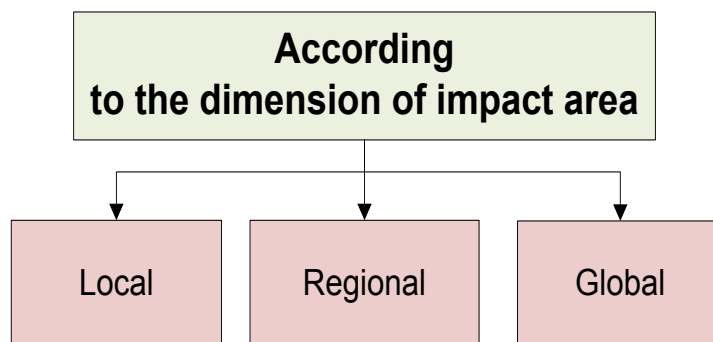 According
to the dimension of impact area
Local
Regional
Global